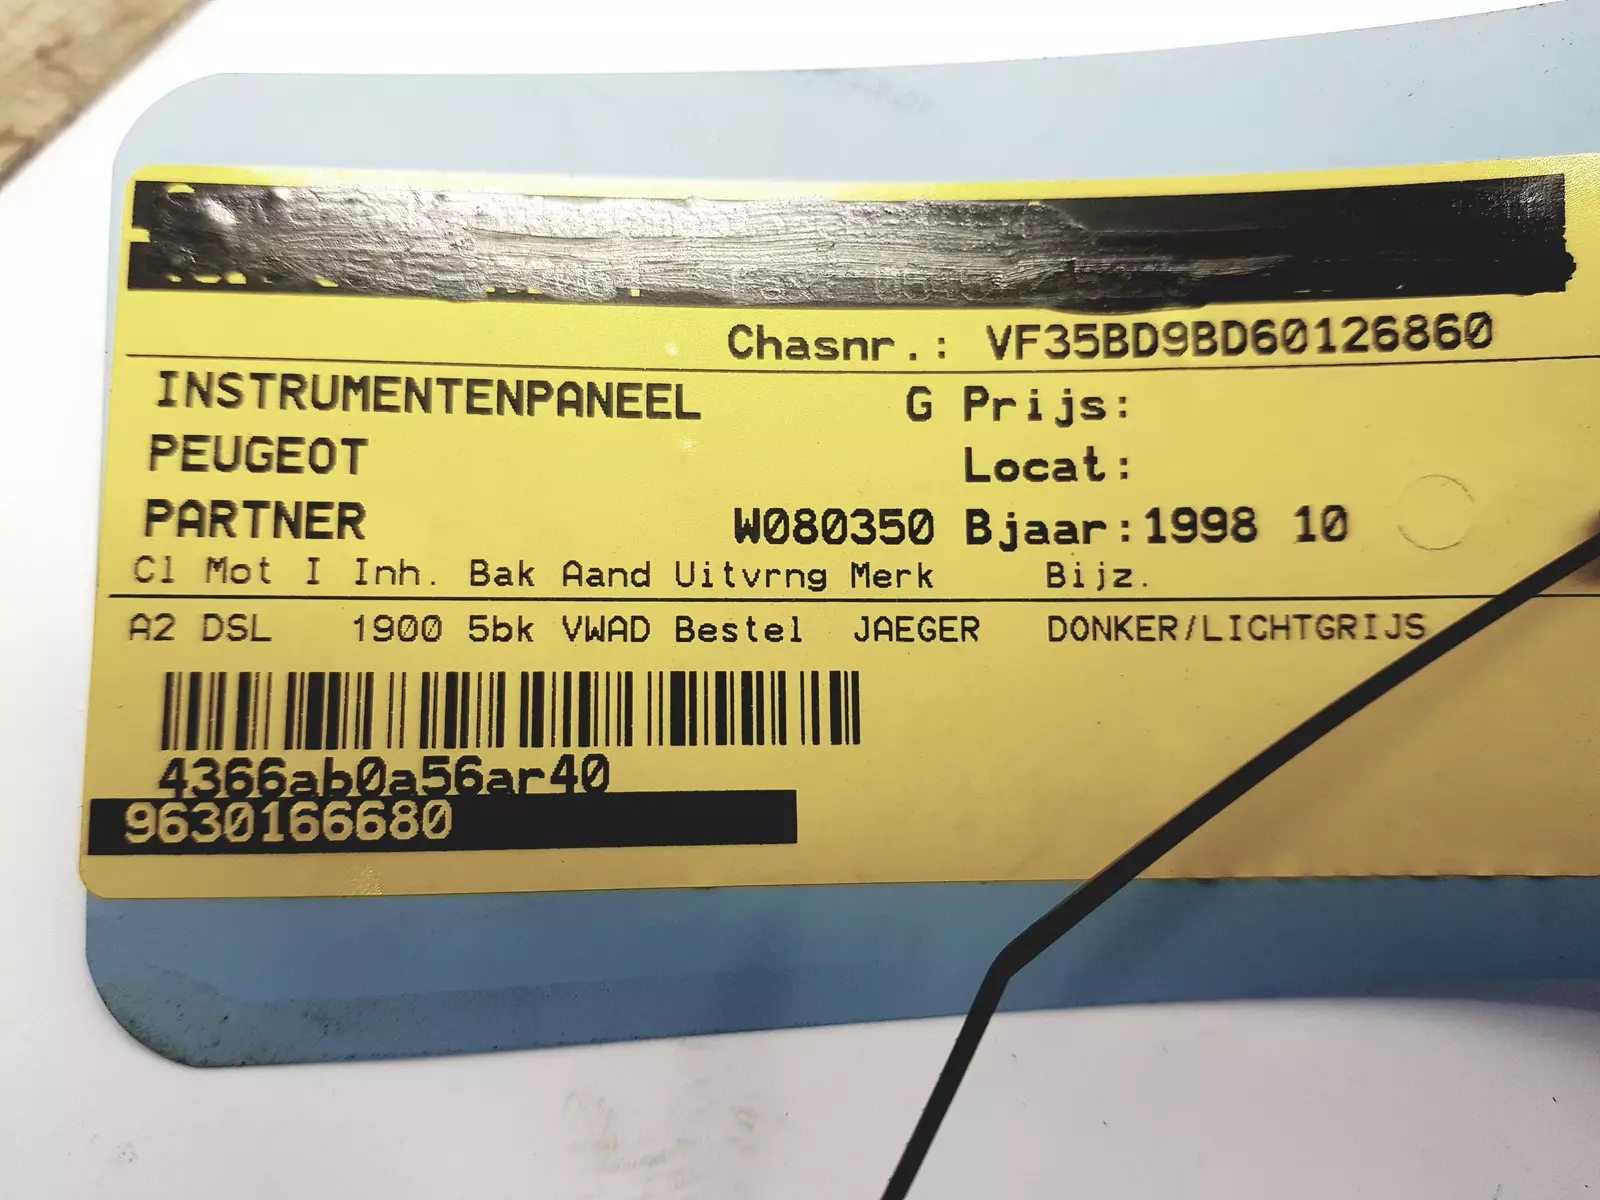 Chasnr.: VF35BD9BD60126860
INSTRUMENTENPANEEL G Prijs:
PEUGEOT Locat:
PARTNER W080350 Bjaar:1998 10
Cl Mot I Inh. Bak Aand Uitvrng Merk Bijz.
A2 DSL 1900 5bk VWAD Bestel JAEGER DONKER/LICHTGRIJS
4366ab0a56ar40
9630166680